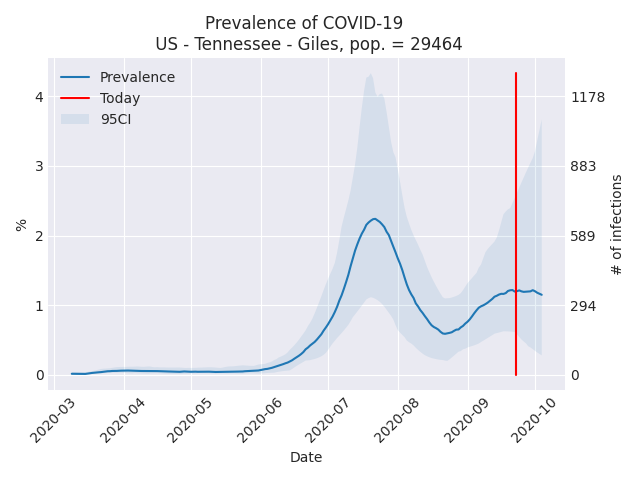 Prevalence of COVID-19
US - Tennessee - Giles, pop. = 29464
Prevalence
Today
95CI
4
3
2
1
0
%
1178
883
589
294
0
# of infections
2020-03
2020-04
2020-05
2020-06
2020-07
2020-08
2020-09
2020-10
Date